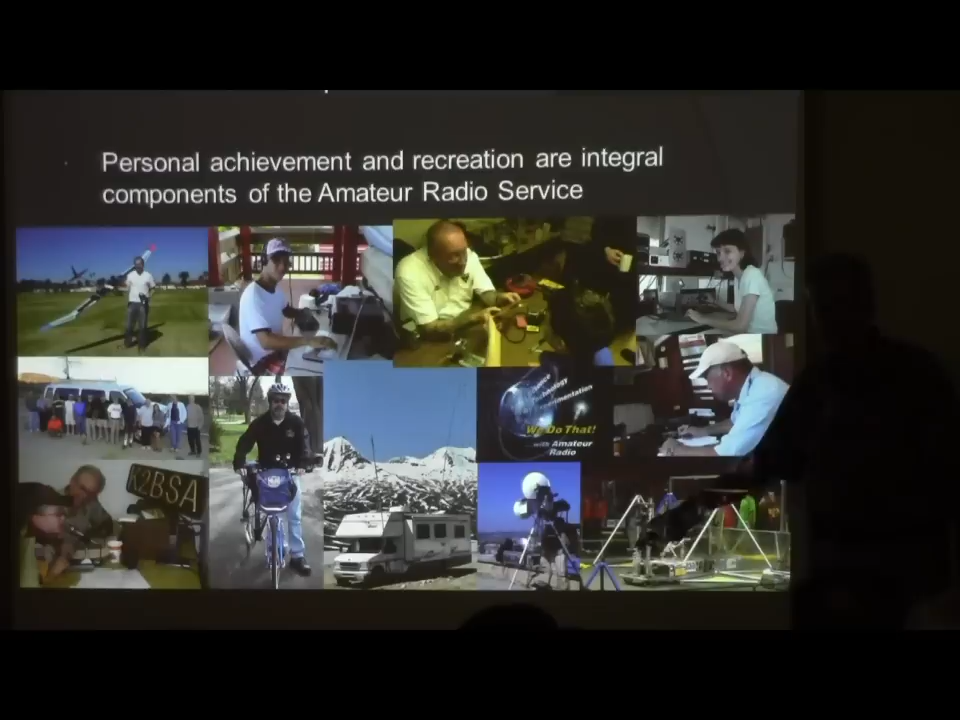 Personal achievement and recreation are integral
components of the Amateur Radio Service
K2BSA
Technology
We Do That!
with Amateur
Radio